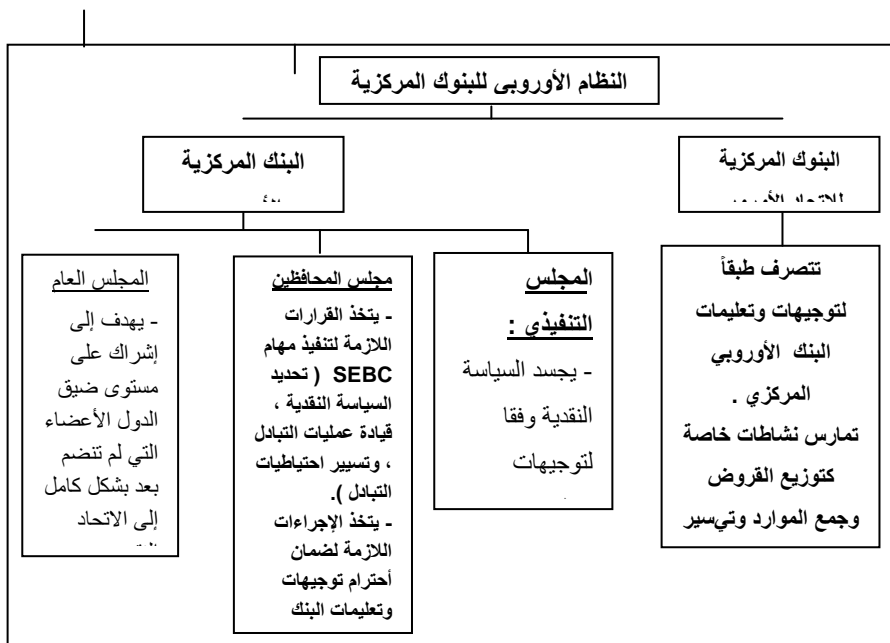 النظام الأوروبي للبنوك المركزية
البنوك المركزية
للاتحاد
تتصرف طبقاً
لتوجيهات وتعليمات
البنك الأوروبي
المركزي .
تمارس نشاطات خاصة
كتوزيع القروض
وجمع الموارد وتيسير
البنك المركزية
المجلس
التنفيذي :
- يجسد السياسة
النقدية وفقا
لتوجيهات
مجلس المحافظين
- يتخذ القرارات
اللازمة لتنفيذ مهام
SEBC ( تحديد
السياسة النقدية ،
قيادة عمليات التبادل
، وتسيير احتياطيات
التبادل ).
- يتخذ الإجراءات
اللازمة لضمان
أحترام توجيهات
وتعليمات البنك
المجلس العام
- يهدف إلى
إشراك على
مستوى ضيق
الدول الأعضاء
التي لم تنضم
بعد بشكل كامل
إلى الاتحاد